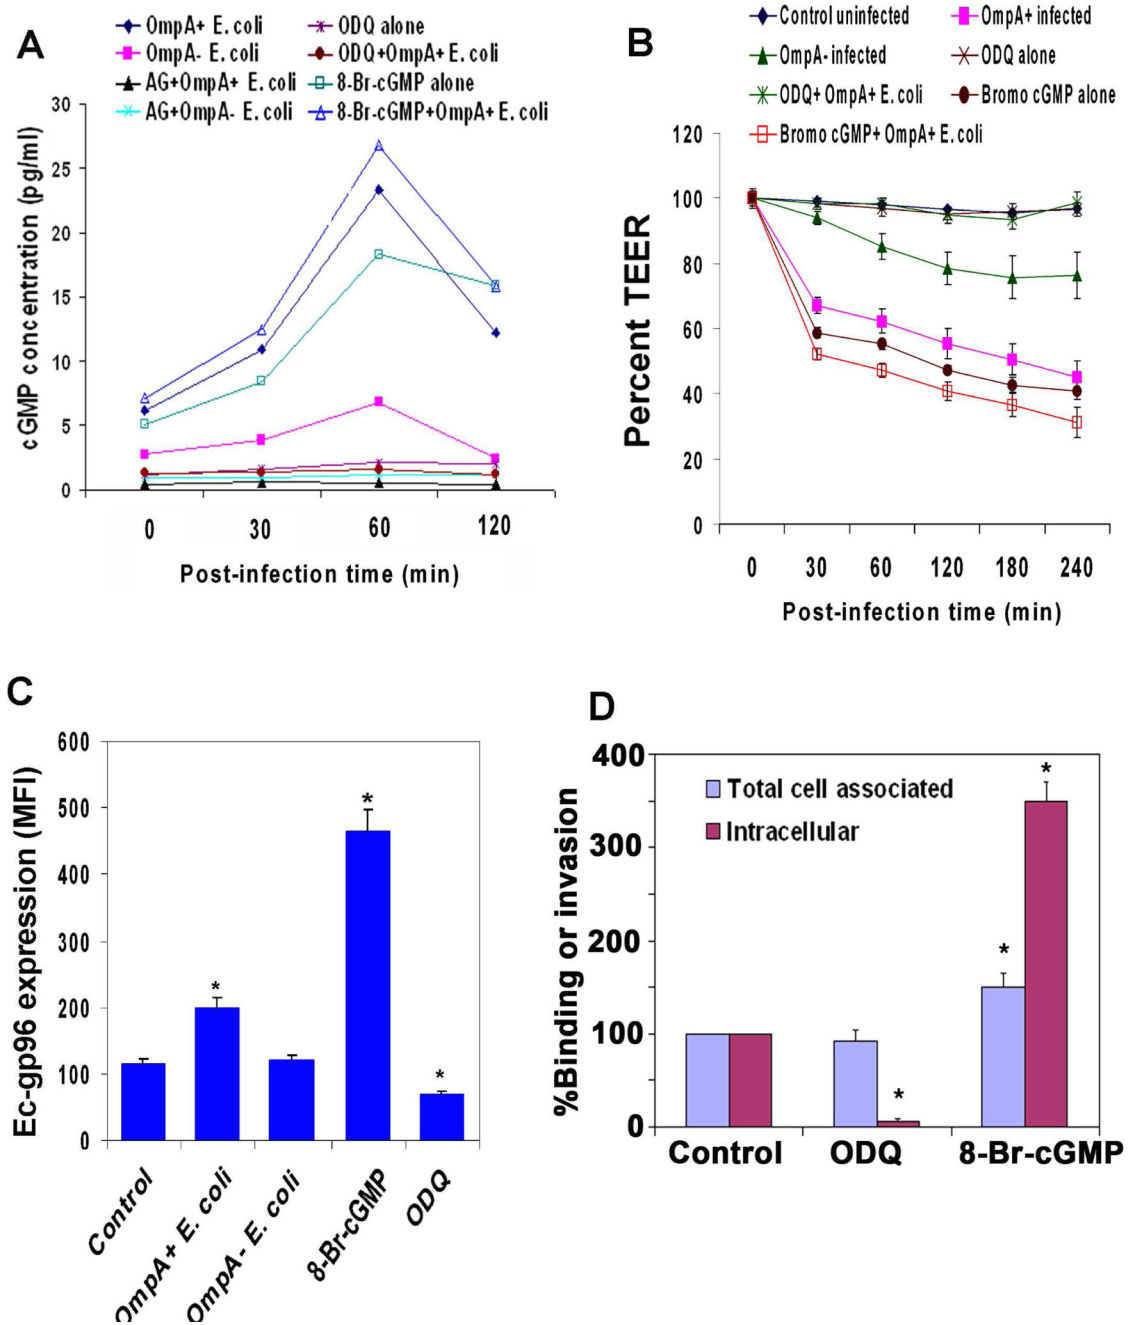 A
OmpA+ E. coli
ODQ alone
OmpA- E. coli
ODQ+OmpA+ E. coli
AG+OmpA+ E. coli
8-Br-cGMP alone
AG+OmpA- E. coli
8-Br-cGMP+OmpA+ E. coli
cGMP concentration (pg/ml)
30
25
20
15
10
5
0
0 30 60 120
Post-infection time (min)
B
Control uninfected
OmpA+ infected
OmpA- infected
ODQ alone
ODQ+ OmpA+ E. coli
Bromo cGMP alone
Bromo cGMP+ OmpA+ E. coli
Percent TEER
120
100
80
60
40
20
0
0 30 60 120 180 240
Post-infection time (min)
C
Ec-gp96 expression (MFI)
600
500
400
300
200
100
0
*
*
*
Control
OmpA+ E. coli
OmpA- E. coli
8-Br-cGMP
ODQ
D
%Binding or invasion
400
300
200
100
0
Total cell associated
Intracellular
*
*
*
Control ODQ 8-Br-cGMP